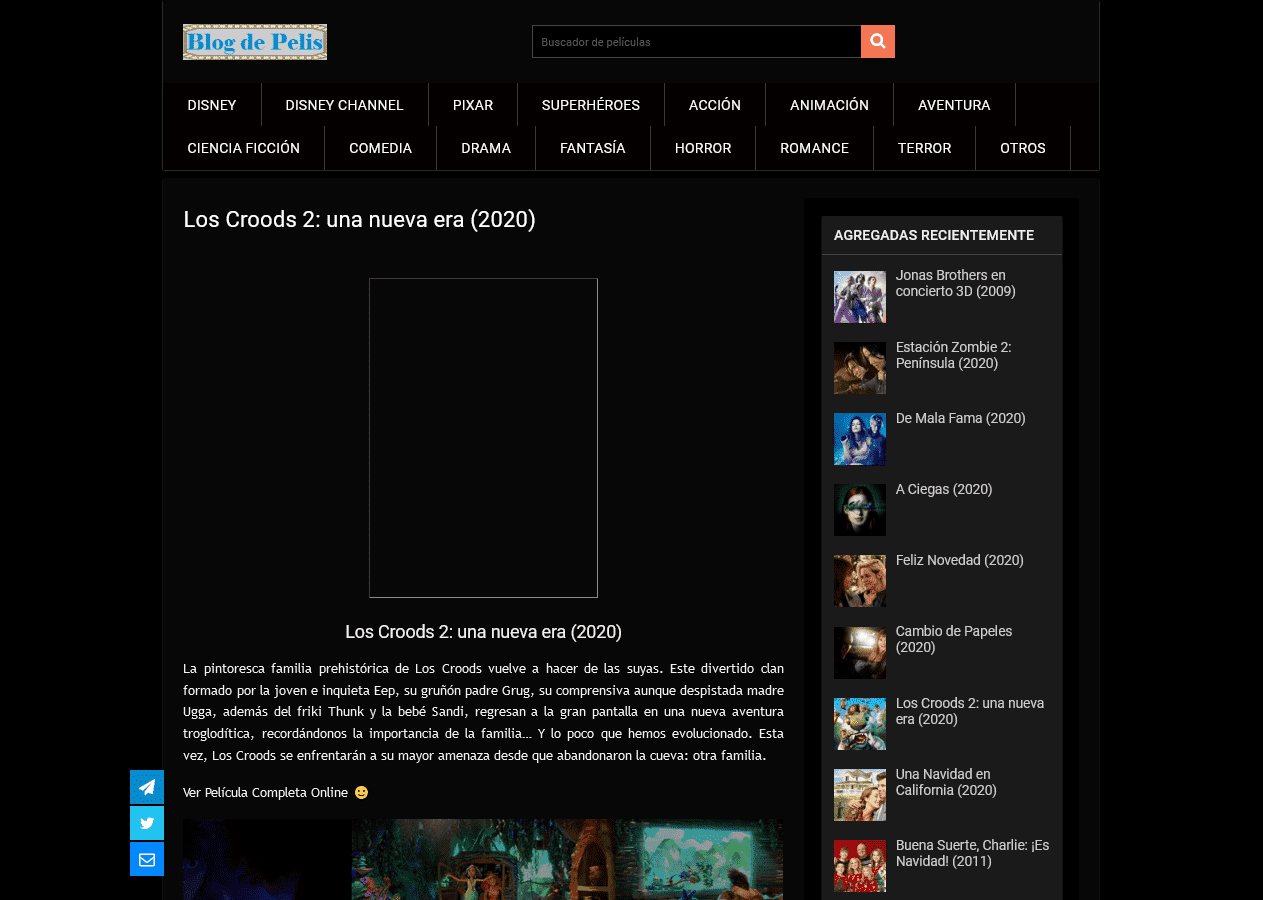 Blog de Pelis
Buscador de películas
DISNEY
DISNEY CHANNEL
PIXAR
SUPERHÉROES
ACCIÓN
ANIMACIÓN
AVENTURA
CIENCIA FICCIÓN
COMEDIA
DRAMA
FANTASÍA
HORROR
ROMANCE
TERROR
OTROS
Los Croods 2: una nueva era (2020)
Los Croods 2: una nueva era (2020)
La pintoresca familia prehistórica de Los Croods vuelve a hacer de las suyas. Este divertido clan
formado por la joven e inquieta Eep, su gruñón padre Grug, su comprensiva aunque despistada madre
Ugga, además del friki Thunk y la bebé Sandi, regresan a la gran pantalla en una nueva aventura
troglodítica, recordándonos la importancia de la familia… Y lo poco que hemos evolucionado. Esta
vez, Los Croods se enfrentarán a su mayor amenaza desde que abandonaron la cueva: otra familia.
Ver Película Completa Online 🙂
AGREGADAS RECIENTEMENTE
Jonas Brothers en
concierto 3D (2009)
Estación Zombie 2:
Península (2020)
De Mala Fama (2020)
A Ciegas (2020)
Feliz Novedad (2020)
Cambio de Papeles
(2020)
Los Croods 2: una nueva
era (2020)
Una Navidad en
California (2020)
Buena Suerte, Charlie: ¡Es
Navidad! (2011)